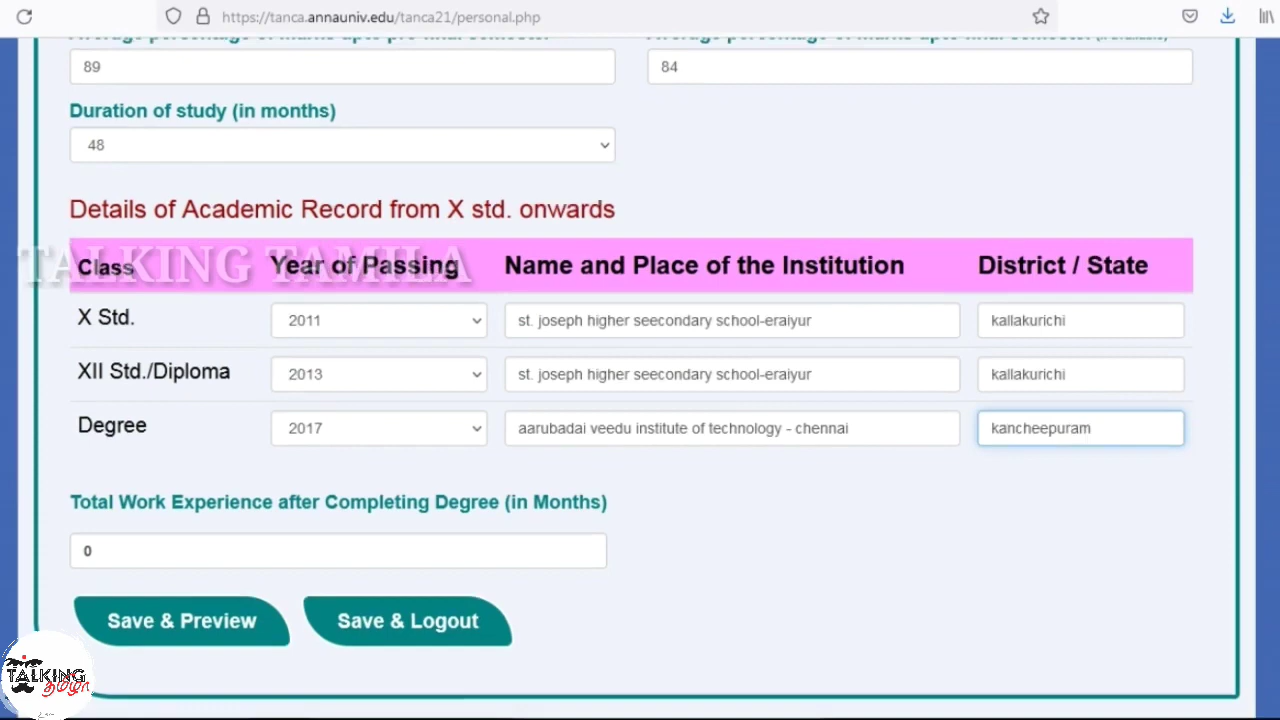 https://tanca.annauniv.edu/tanca21/personal.php
89
84
Duration of study (in months)
48
Details of Academic Record from X std. onwards
TALKING TAMILA
Class Year of Passing Name and Place of the Institution District / State
X Std. 2011 st. joseph higher seecondary school-eraiyur kallakurichi
XII Std./Diploma 2013 st. joseph higher seecondary school-eraiyur kallakurichi
Degree 2017 aarubadai veedu institute of technology - chennai kancheepuram
Total Work Experience after Completing Degree (in Months)
0
Save & Preview Save & Logout
TALKING
தமிழா